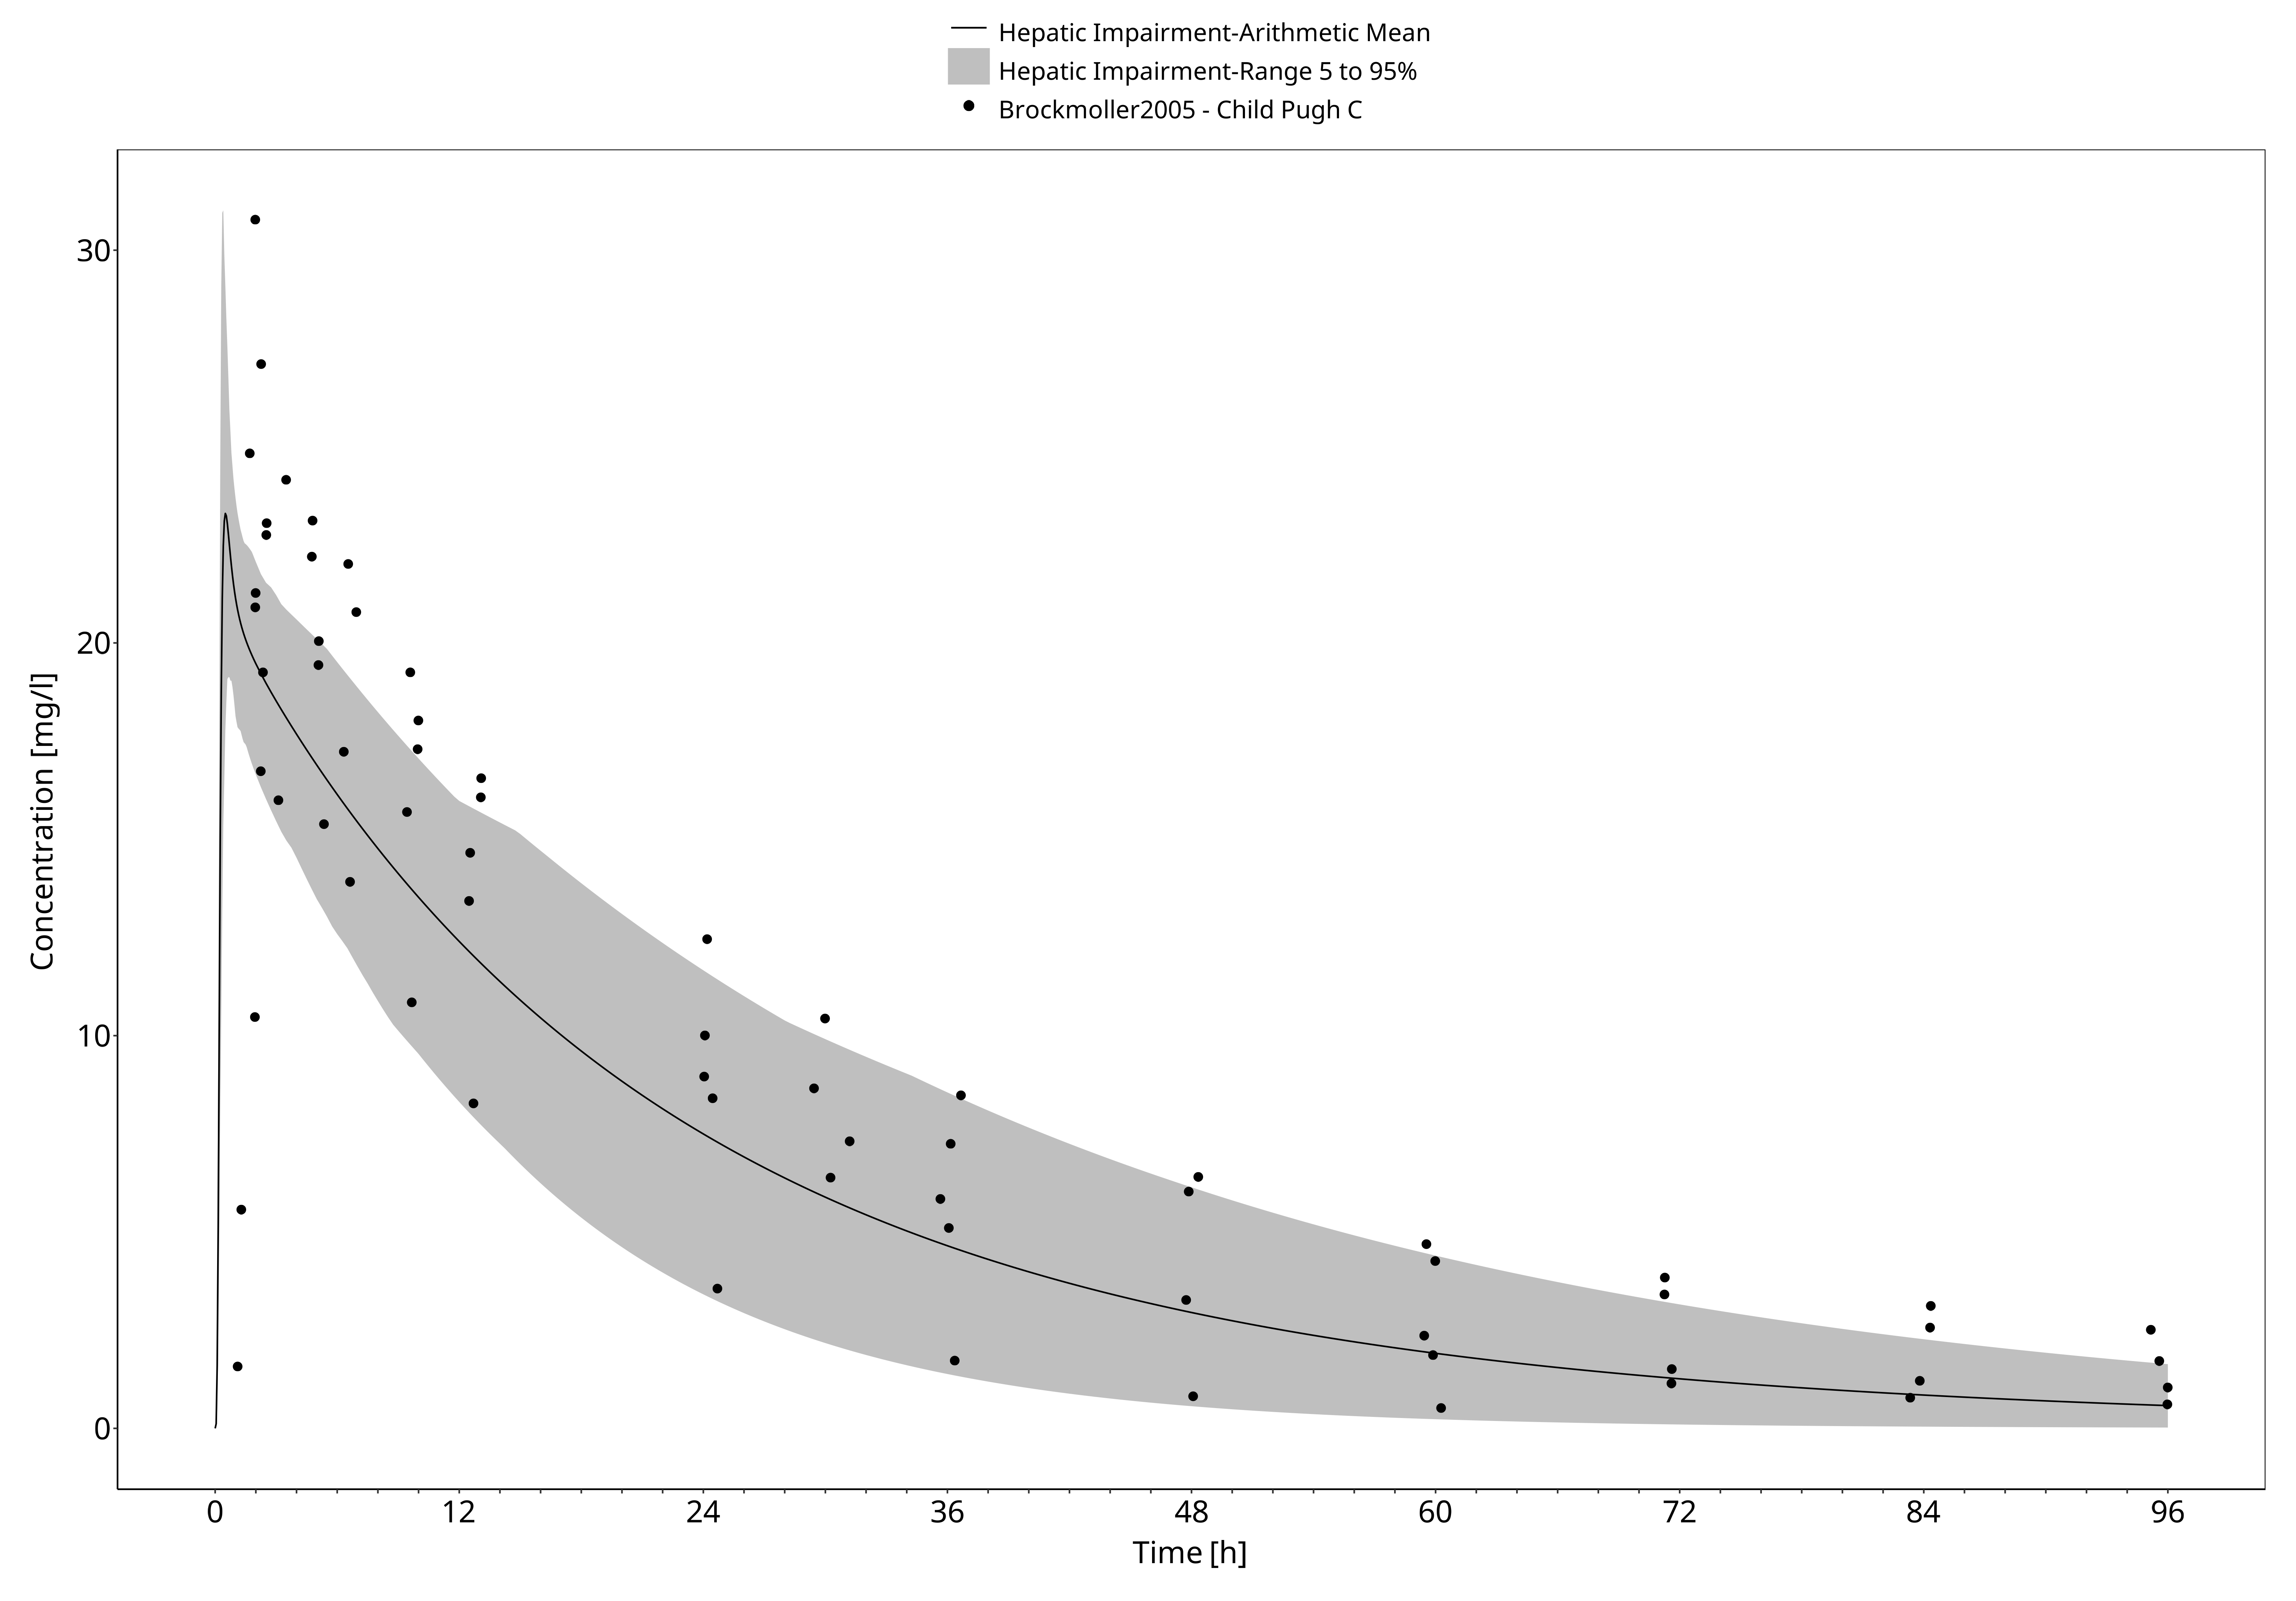 Hepatic Impairment-Arithmetic Mean
Hepatic Impairment-Range 5 to 95%
Brockmoller2005 - Child Pugh C
Concentration [mg/l]
30
20
10
0
0 12 24 36 48 60 72 84 96
Time [h]